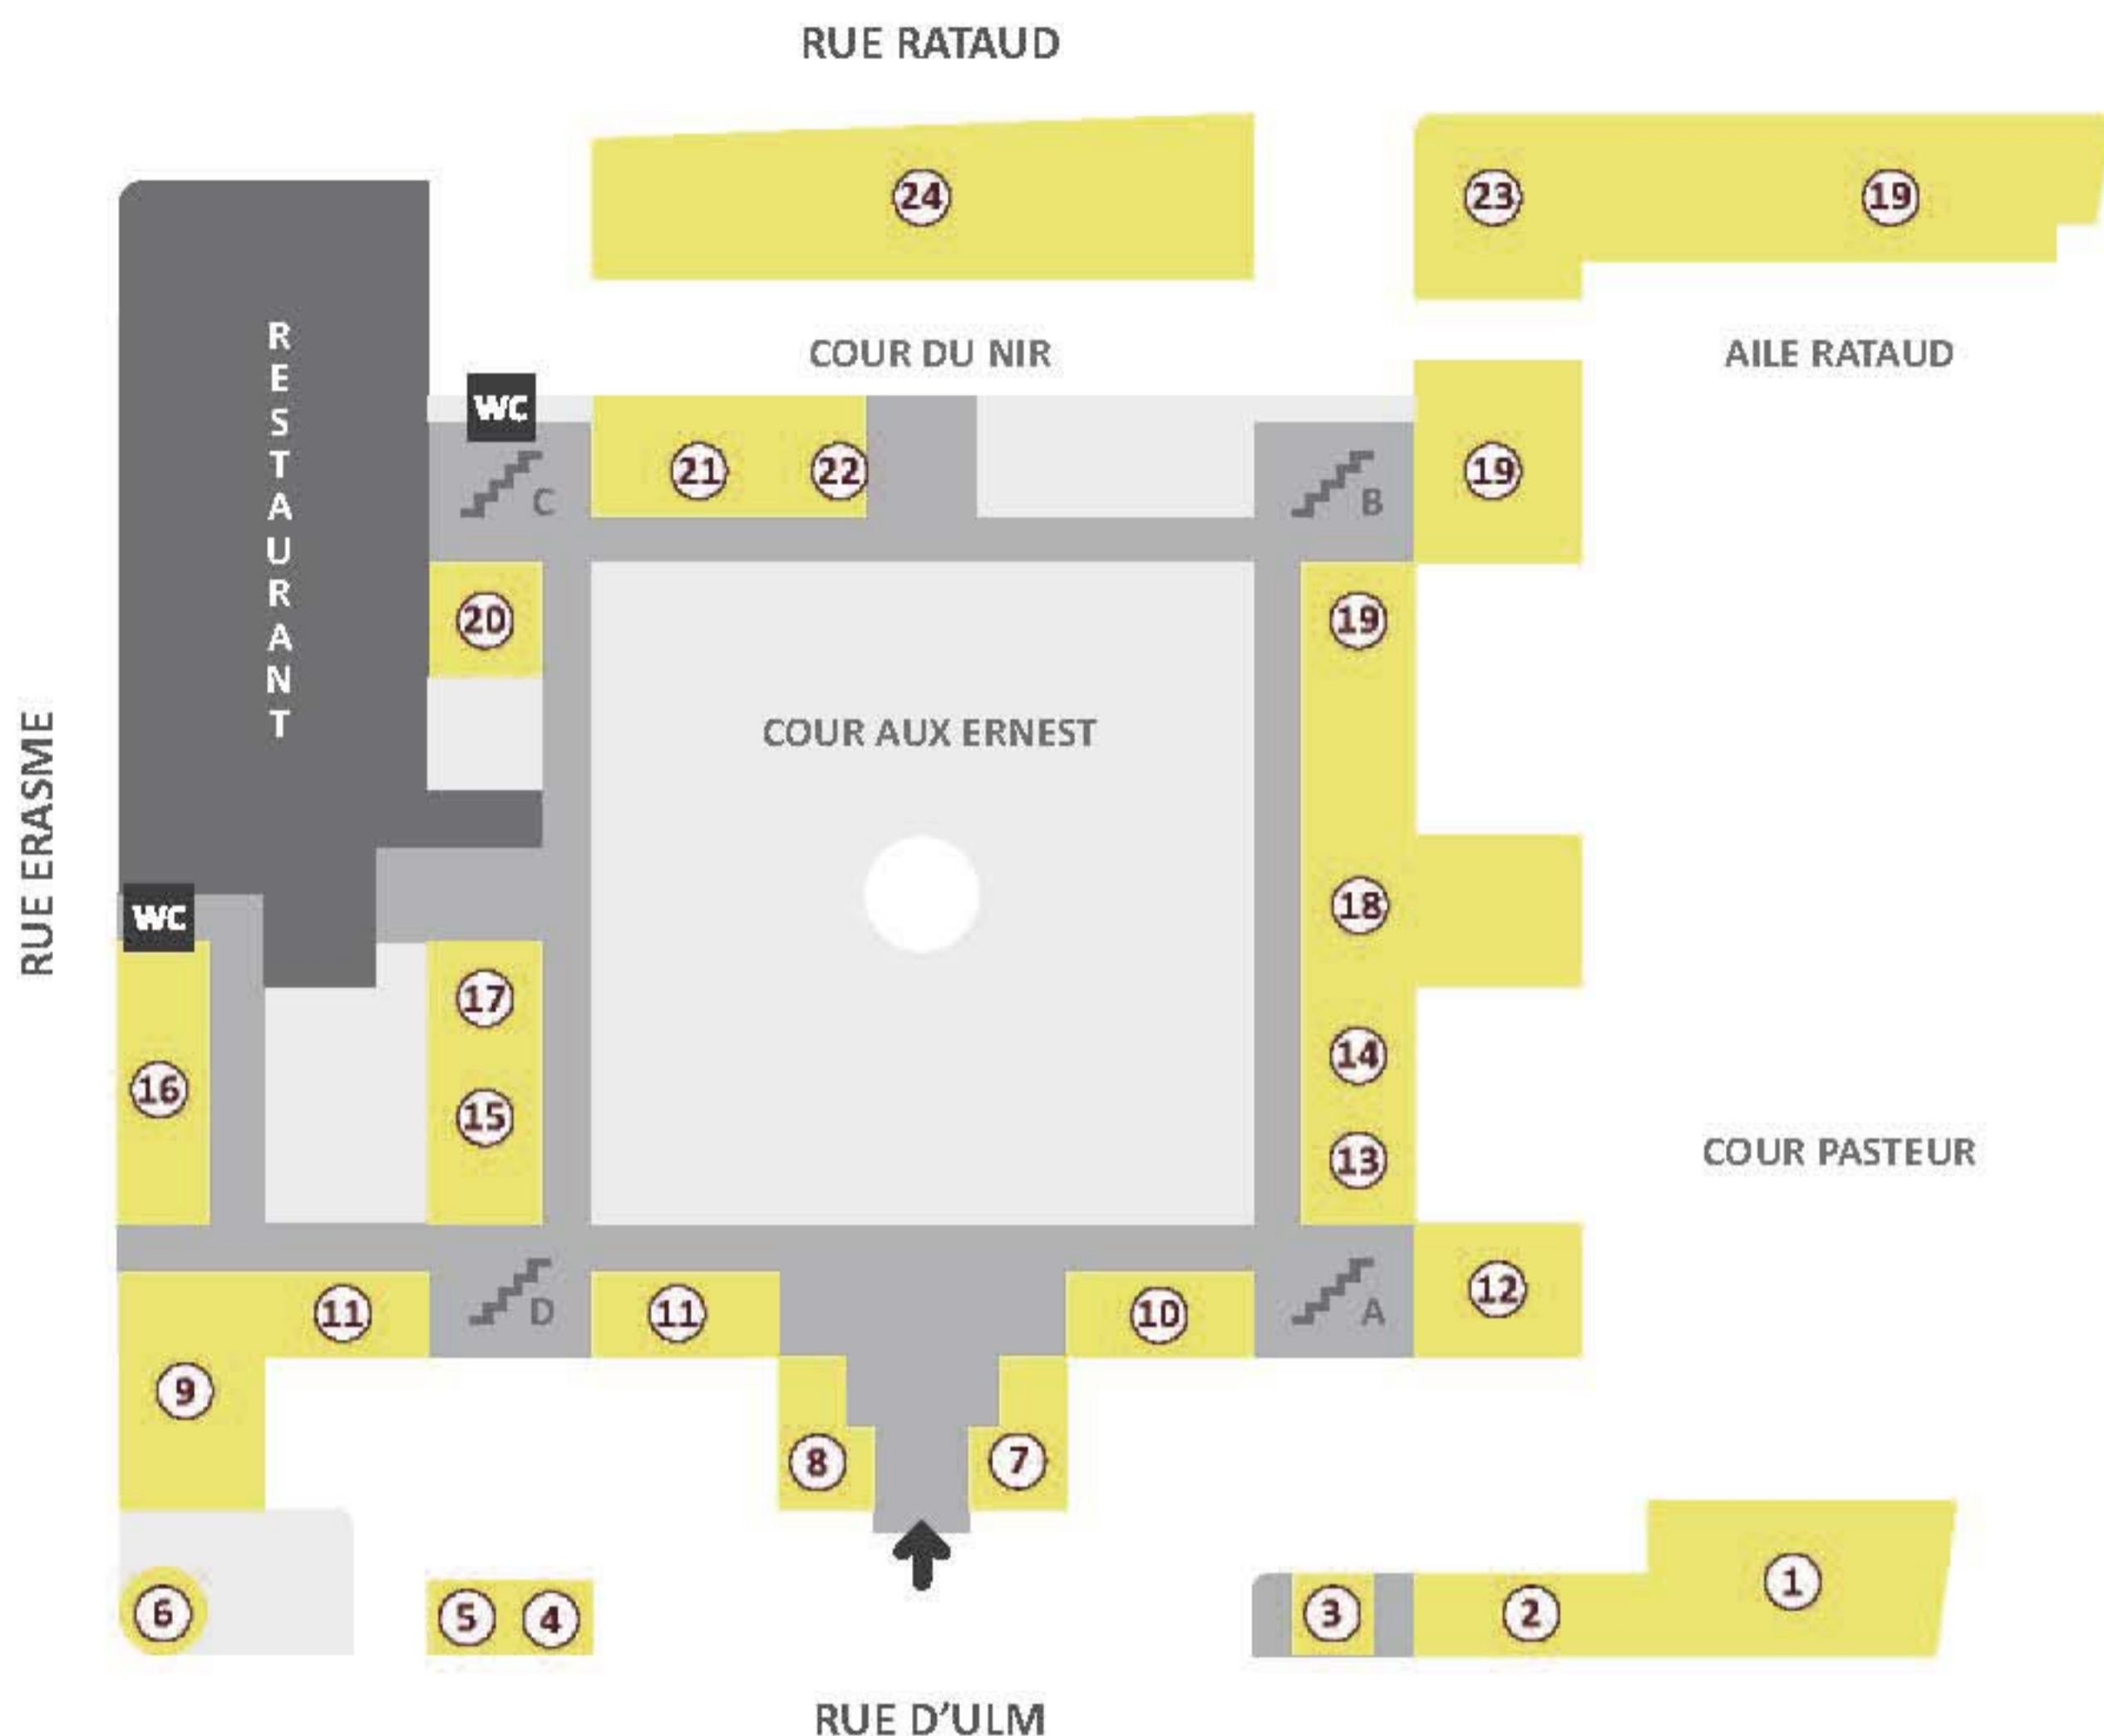 RUE RATAUD
24
23
19
RESTAURANT
COUR DU NIR
AILE RATAUD
WC
21
22
19
C
B
20
19
COUR AUX ERNEST
RUE ERASME
18
WC
17
14
16
15
13
COUR PASTEUR
12
11
D
11
10
A
9
8
7
6
5
4
3
2
1
RUE D'ULM